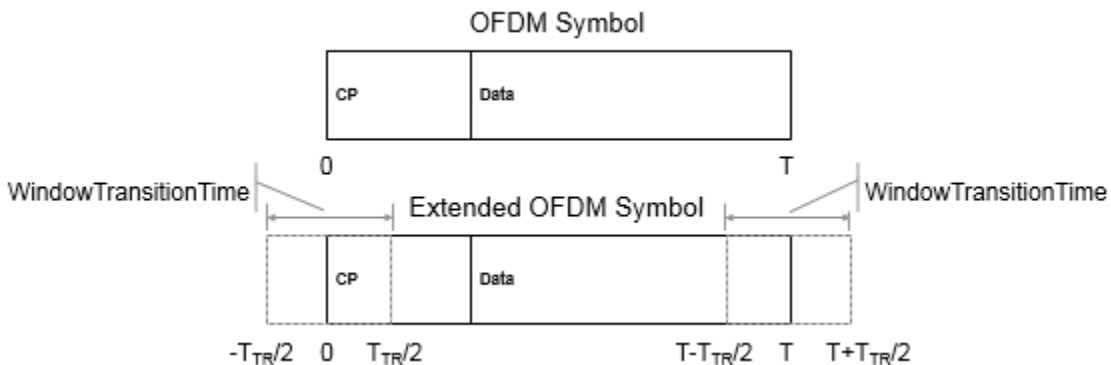 OFDM Symbol
CP Data
0 T
WindowTransitionTime WindowTransitionTime
Extended OFDM Symbol
CP Data
-T_TR/2 0 T_TR/2 T-T_TR/2 T T+T_TR/2